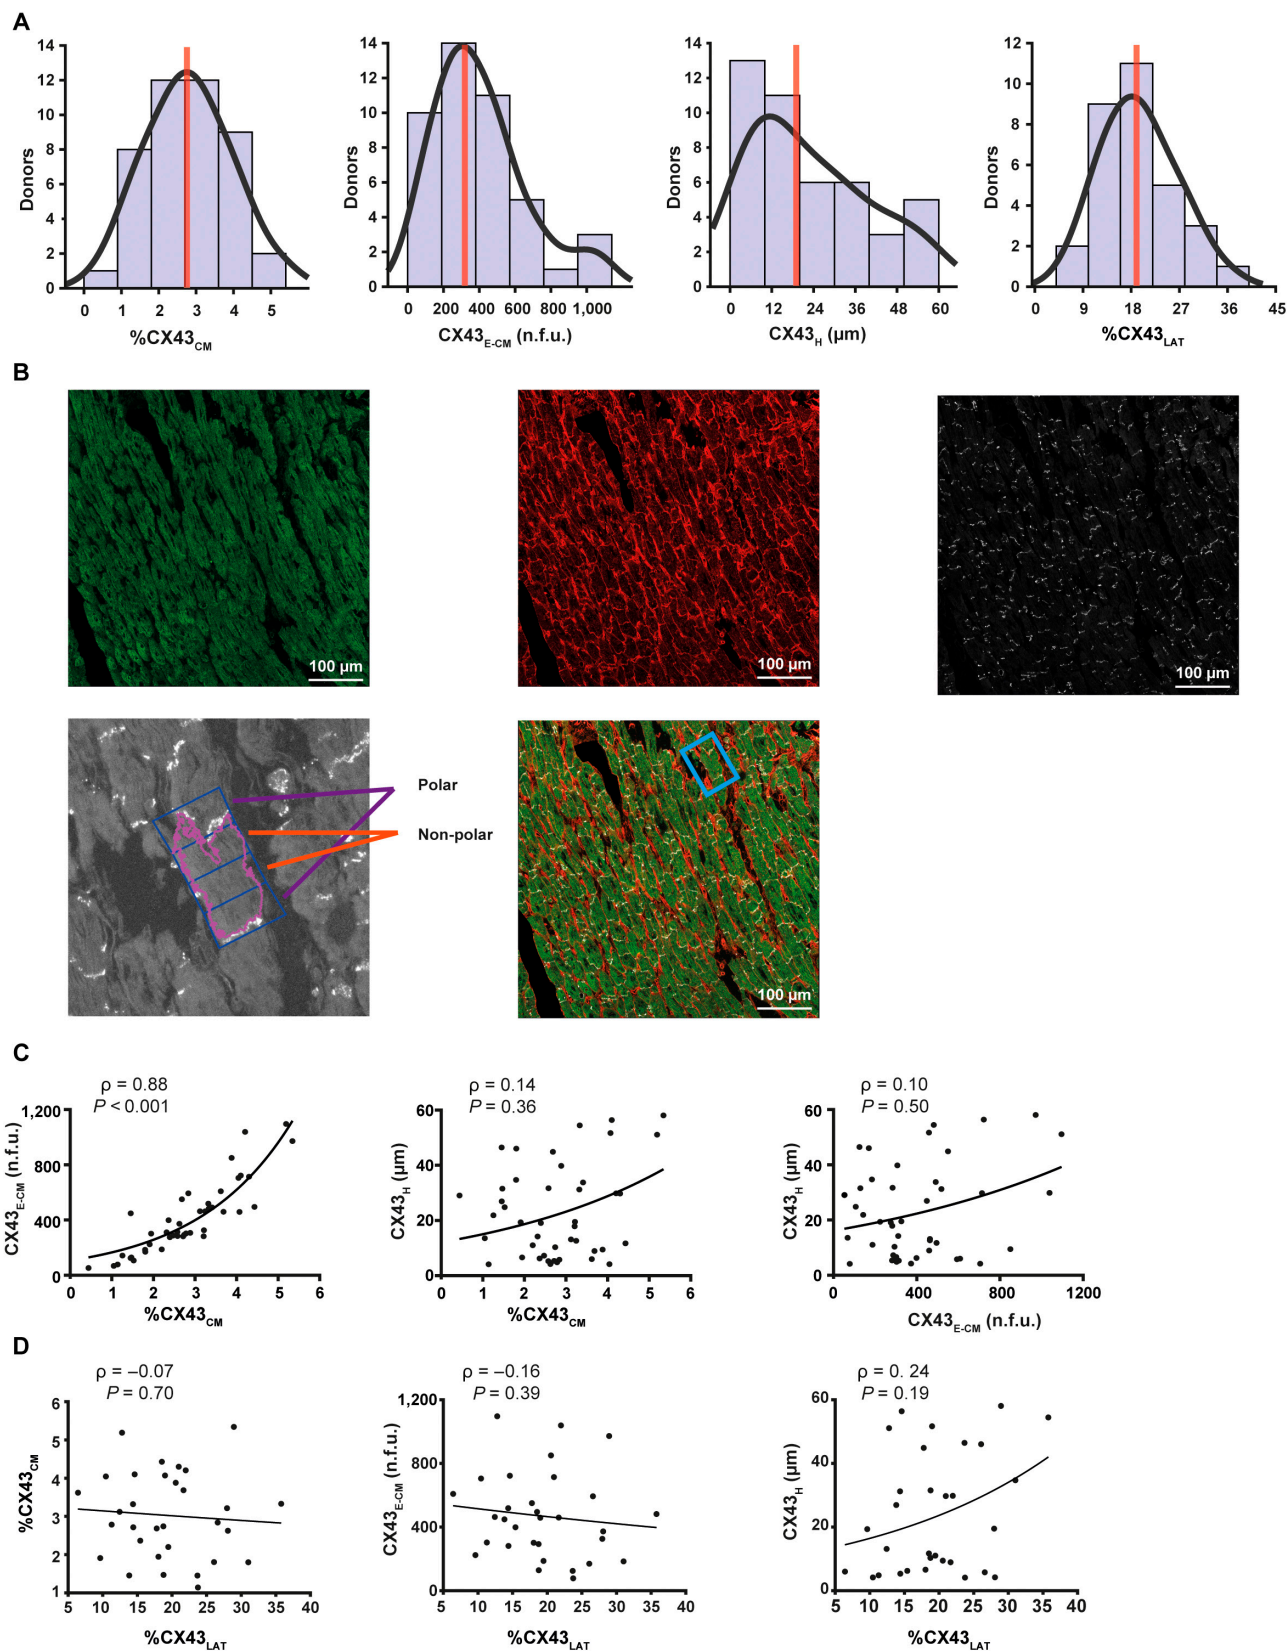 A
14
12
10
8
6
4
2
0
Donors
0 1 2 3 4 5
%CX43CM
14
12
10
8
6
4
2
0
Donors
0 200 400 600 800 1,000
CX43E-CM (n.f.u.)
14
12
10
8
6
4
2
0
Donors
0 12 24 36 48 60
CX43H (µm)
12
10
8
6
4
2
0
Donors
0 9 18 27 36 45
%CX43LAT
B
100 µm
100 µm
100 µm
Polar
Non-polar
100 µm
C
ρ = 0.88
P < 0.001
1,200
800
400
0
CX43E-CM (n.f.u.)
0 1 2 3 4 5 6
%CX43CM
ρ = 0.14
P = 0.36
60
40
20
0
CX43H (µm)
0 1 2 3 4 5 6
%CX43CM
ρ = 0.10
P = 0.50
60
40
20
0
CX43H (µm)
0 400 800 1200
CX43E-CM (n.f.u.)
D
ρ = –0.07
P = 0.70
6
5
4
3
2
1
%CX43CM
5 10 15 20 25 30 35 40
%CX43LAT
ρ = –0.16
P = 0.39
1,200
800
400
0
CX43E-CM (n.f.u.)
5 10 15 20 25 30 35 40
%CX43LAT
ρ = 0. 24
P = 0.19
60
40
20
0
CX43H (µm)
5 10 15 20 25 30 35 40
%CX43LAT